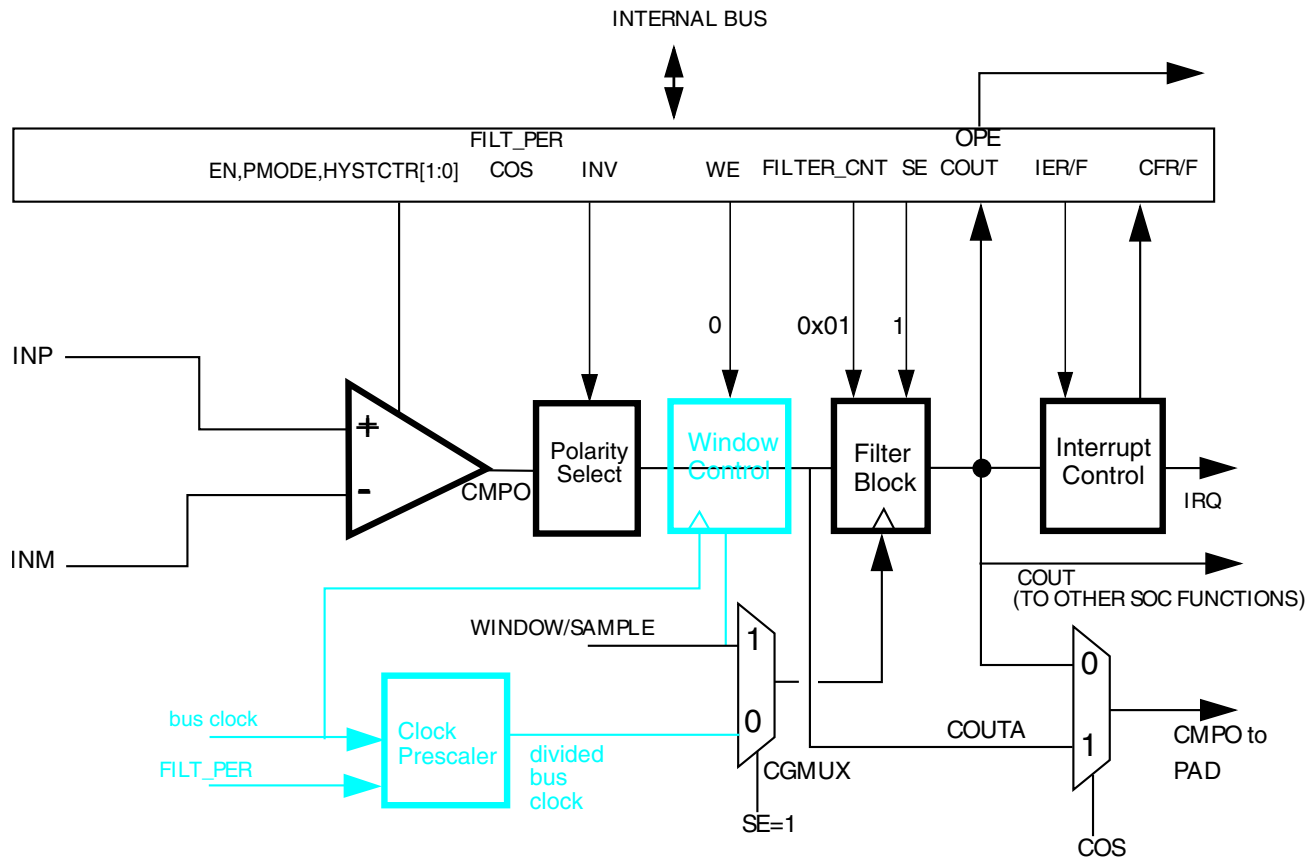 INTERNAL BUS
FILT_PER
OPE
EN,PMODE,HYSTCTR[1:0] COS INV WE FILTER_CNT SE COUT IER/F CFR/F
0 0x01 1
INP
+
Polarity
Select
Window
Control
Filter
Block
Interrupt
Control
-
CMPO
IRQ
INM
COUT
(TO OTHER SOC FUNCTIONS)
WINDOW/SAMPLE
1
0
0
1
bus clock
Clock
Prescaler
FILT_PER
divided
bus
clock
CGMUX
SE=1
COUTA
CMPO to
PAD
COS